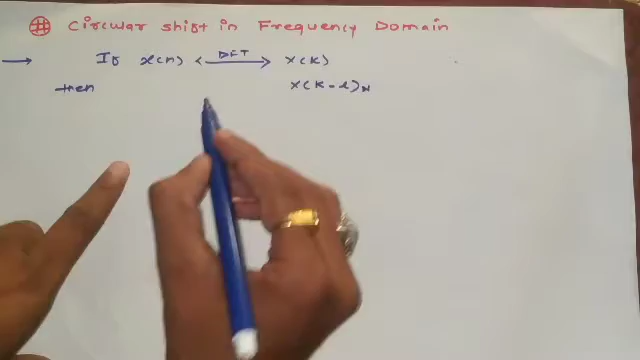 # Circular shift in Frequency Domain
→ If x(n) <—DFT—> X(K)
then X(K-l)N